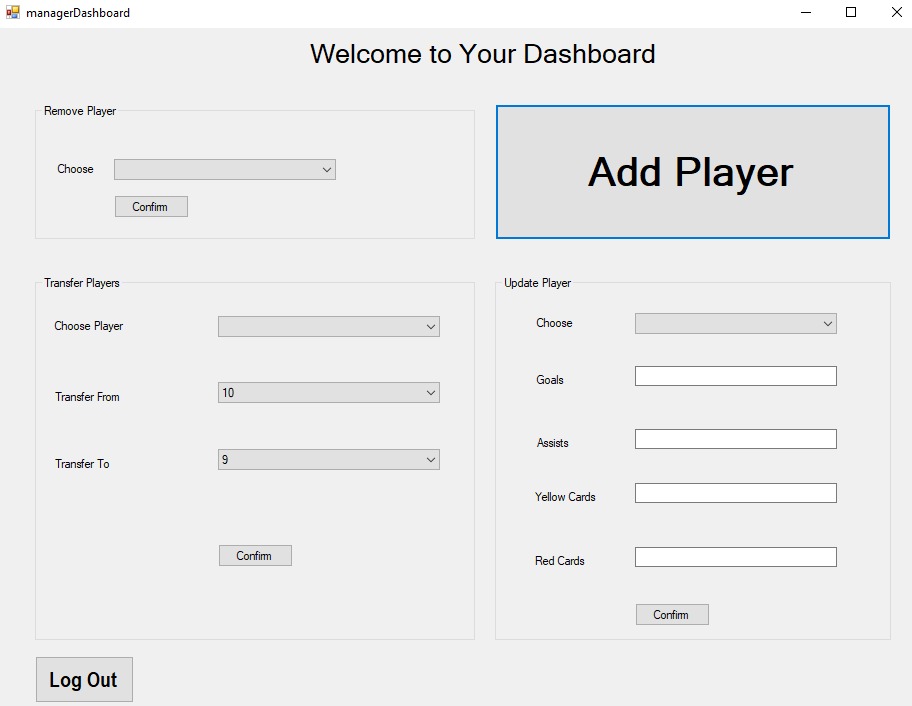 managerDashboard
Welcome to Your Dashboard
Remove Player
Choose
Confirm
Add Player
Transfer Players
Choose Player
Transfer From
10
Transfer To
9
Confirm
Update Player
Choose
Goals
Assists
Yellow Cards
Red Cards
Confirm
Log Out